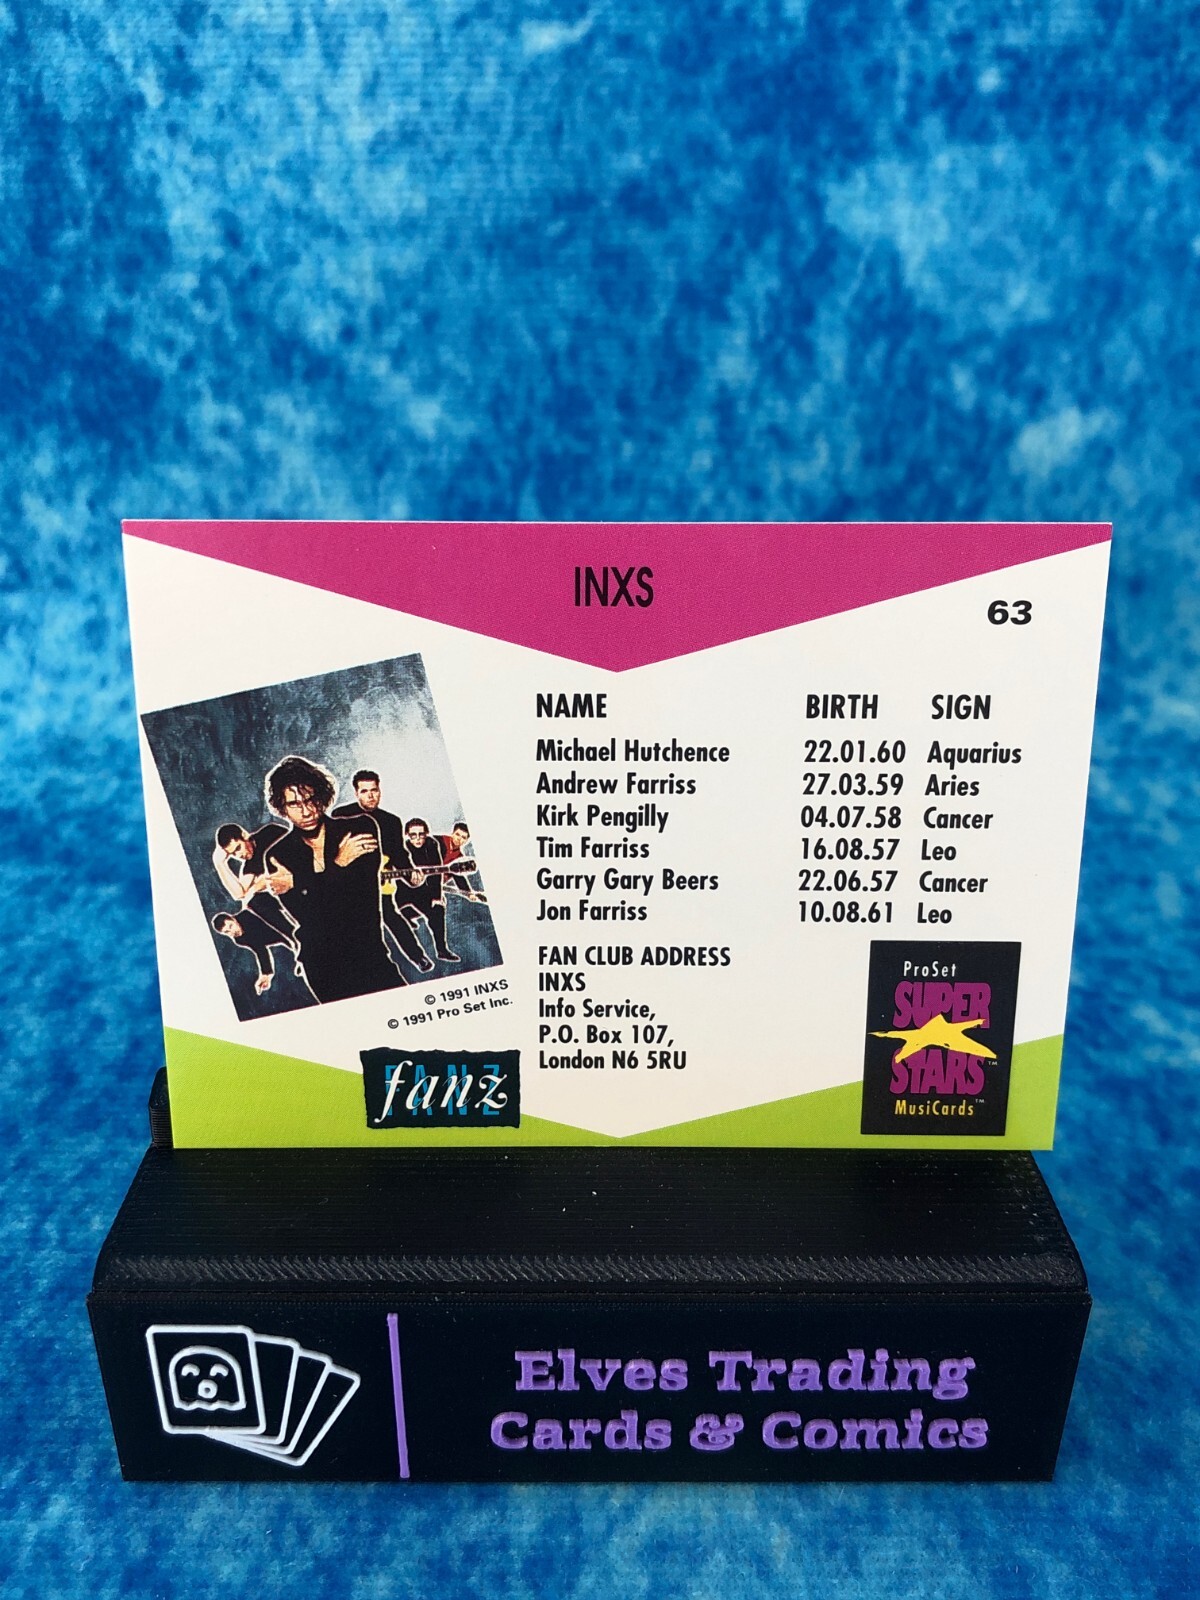 INXS
63
NAME BIRTH SIGN
Michael Hutchence 22.01.60 Aquarius
Andrew Farriss 27.03.59 Aries
Kirk Pengilly 04.07.58 Cancer
Tim Farriss 16.08.57 Leo
Garry Gary Beers 22.06.57 Cancer
Jon Farriss 10.08.61 Leo
© 1991 INXS
© 1991 Pro Set Inc.
fanz
FANZ
FAN CLUB ADDRESS
INXS
Info Service,
P.O. Box 107,
London N6 5RU
ProSet
SUPER
STARS™
MusiCards™
Elves Trading
Cards & Comics